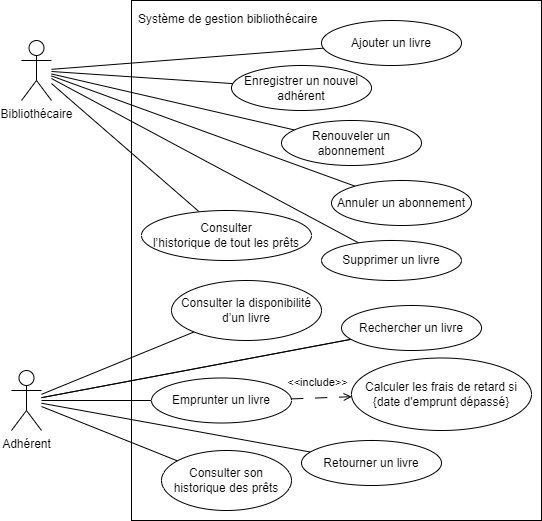 Système de gestion bibliothécaire
Ajouter un livre
Enregistrer un nouvel
adhérent
Bibliothécaire
Renouveler un
abonnement
Annuler un abonnement
Consulter
l'historique de tout les prêts
Supprimer un livre
Consulter la disponibilité
d'un livre
Rechercher un livre
<<include>>
Calculer les frais de retard si
{date d'emprunt dépassé}
Emprunter un livre
Adhérent
Retourner un livre
Consulter son
historique des prêts